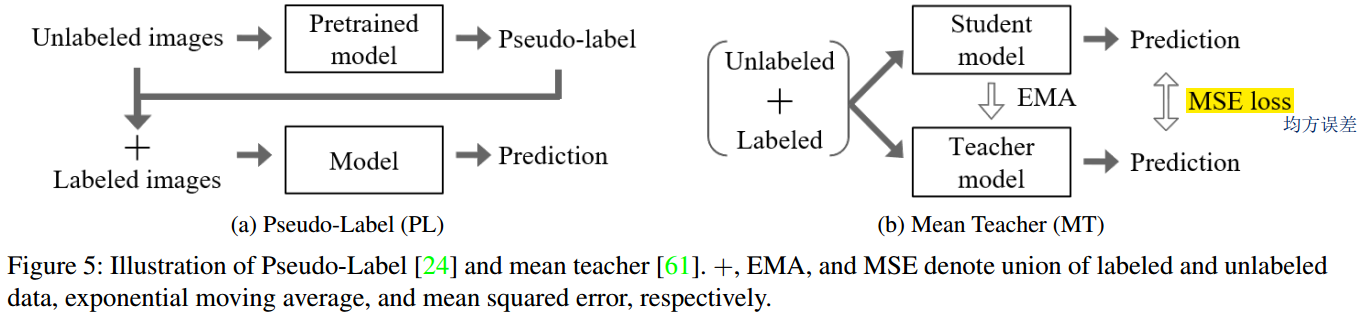 Unlabeled images
Pretrained
model
Pseudo-label
+
Labeled images
Model
Prediction
(a) Pseudo-Label (PL)
Unlabeled
+
Labeled
Student
model
Prediction
EMA
MSE loss
均方误差
Teacher
model
Prediction
(b) Mean Teacher (MT)
Figure 5: Illustration of Pseudo-Label [24] and mean teacher [61]. +, EMA, and MSE denote union of labeled and unlabeled
data, exponential moving average, and mean squared error, respectively.